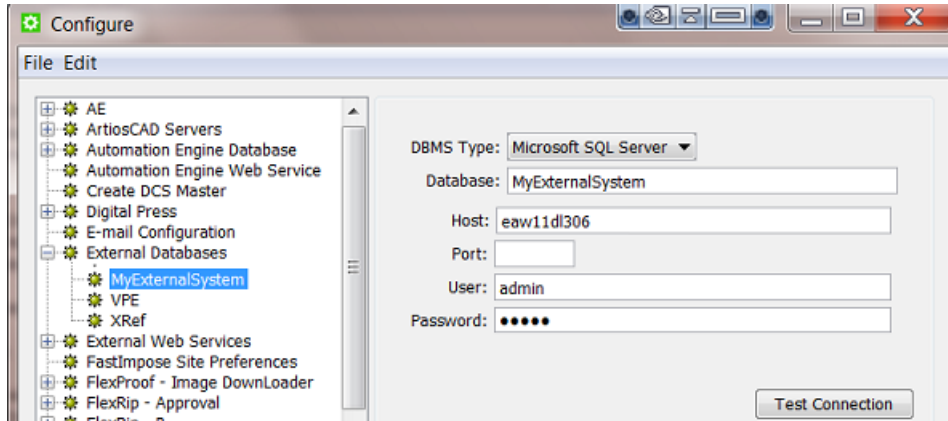 Configure
File Edit
AE
ArtiosCAD Servers
Automation Engine Database
Automation Engine Web Service
Create DCS Master
Digital Press
E-mail Configuration
External Databases
MyExternalSystem
VPE
XRef
External Web Services
FastImpose Site Preferences
FlexProof - Image DownLoader
FlexRip - Approval
DBMS Type: Microsoft SQL Server
Database: MyExternalSystem
Host: eaw11dl306
Port:
User: admin
Password: •••••
Test Connection